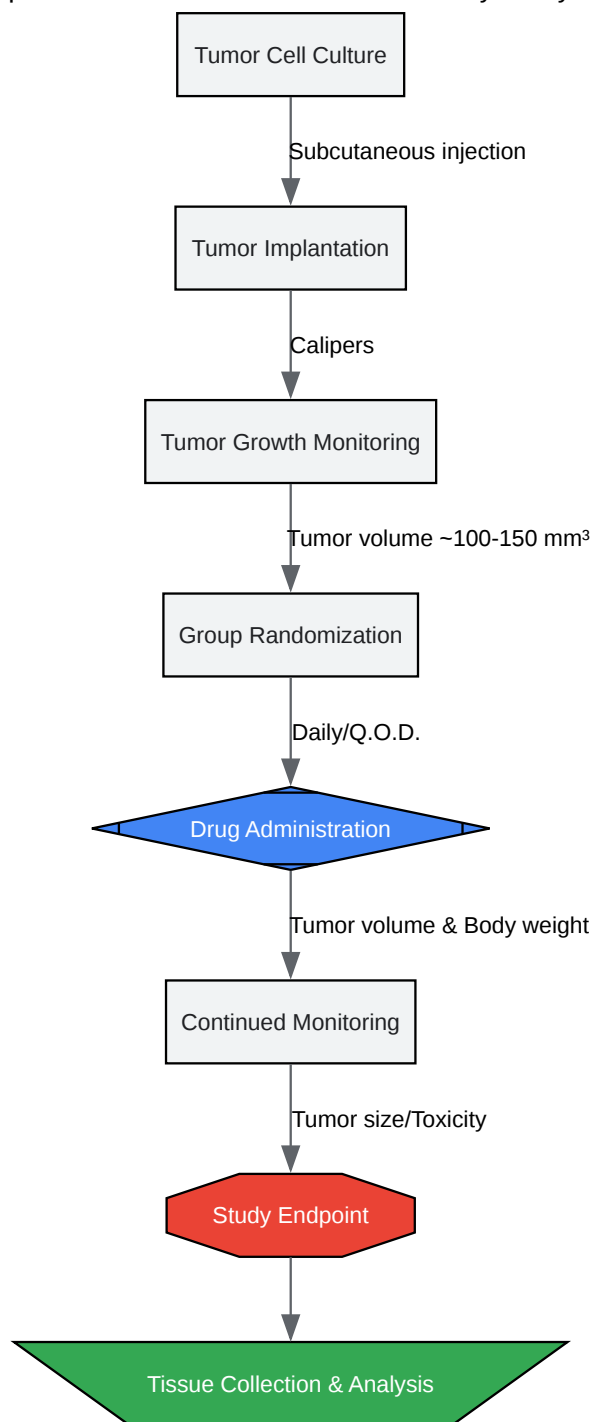 Tumor Cell Culture
Subcutaneous injection
Tumor Implantation
Calipers
Tumor Growth Monitoring
Tumor volume ~100-150 mm³
Group Randomization
Daily/Q.O.D.
Drug Administration
Tumor volume & Body weight
Continued Monitoring
Tumor size/Toxicity
Study Endpoint
Tissue Collection & Analysis